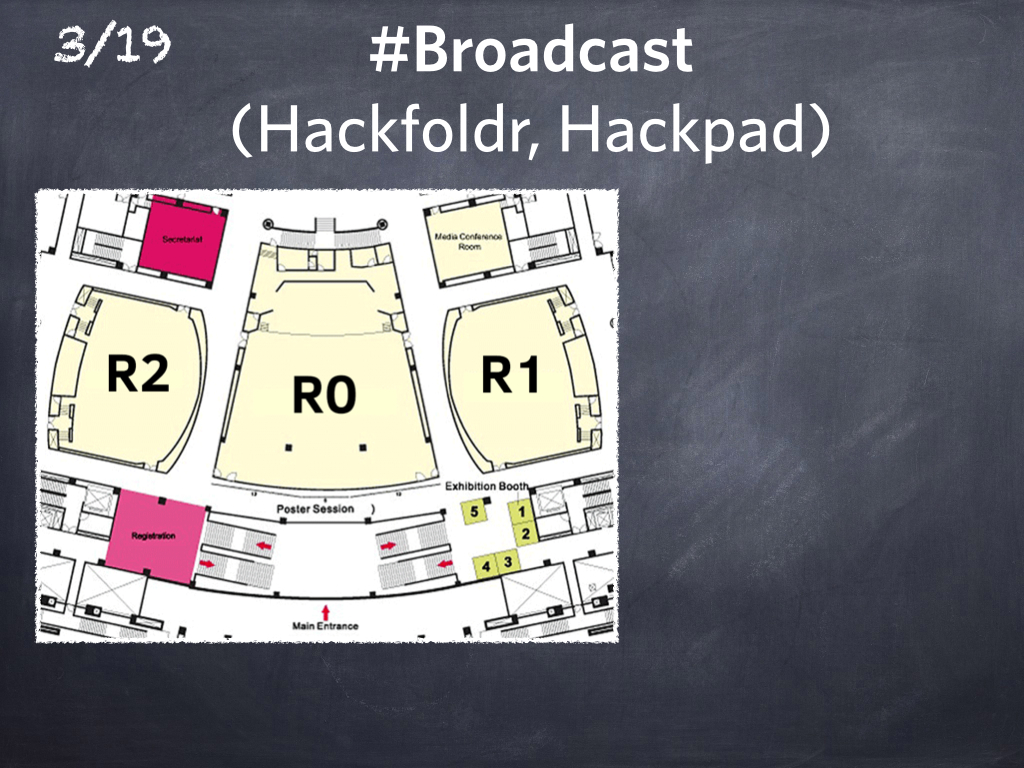 3/19
#Broadcast
(Hackfoldr, Hackpad)
Secretariat
Media Conference
Room
R2
R0
R1
Exhibition Booth
Poster Session )
5
1
2
4
3
Registration
Main Entrance